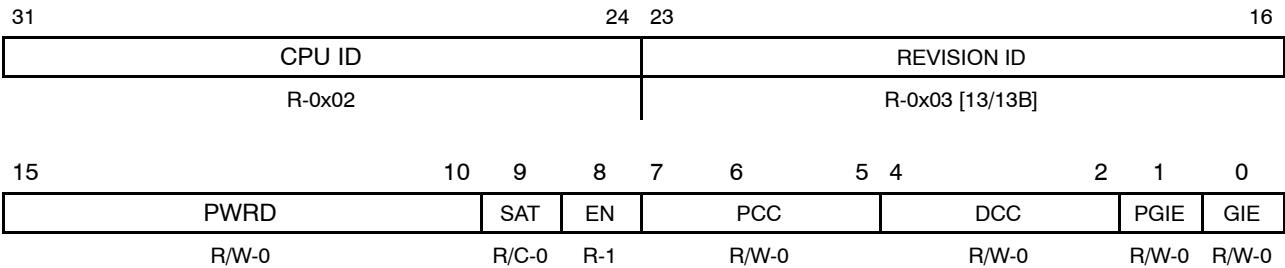 31 24 23 16
CPU ID REVISION ID
R-0x02 R-0x03 [13/13B]
15 10 9 8 7 6 5 4 2 1 0
PWRD SAT EN PCC DCC PGIE GIE
R/W-0 R/C-0 R-1 R/W-0 R/W-0 R/W-0 R/W-0